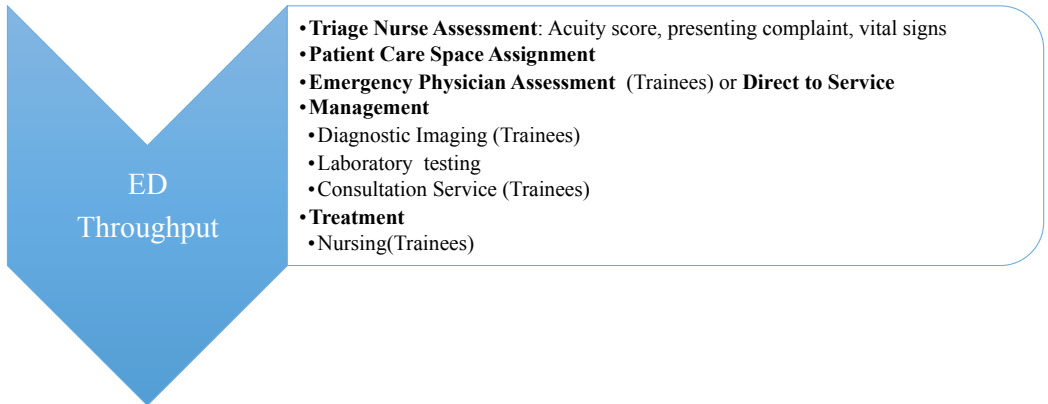 ED
Throughput
•Triage Nurse Assessment: Acuity score, presenting complaint, vital signs
•Patient Care Space Assignment
•Emergency Physician Assessment (Trainees) or Direct to Service
•Management
•Diagnostic Imaging (Trainees)
•Laboratory testing
•Consultation Service (Trainees)
•Treatment
•Nursing(Trainees)